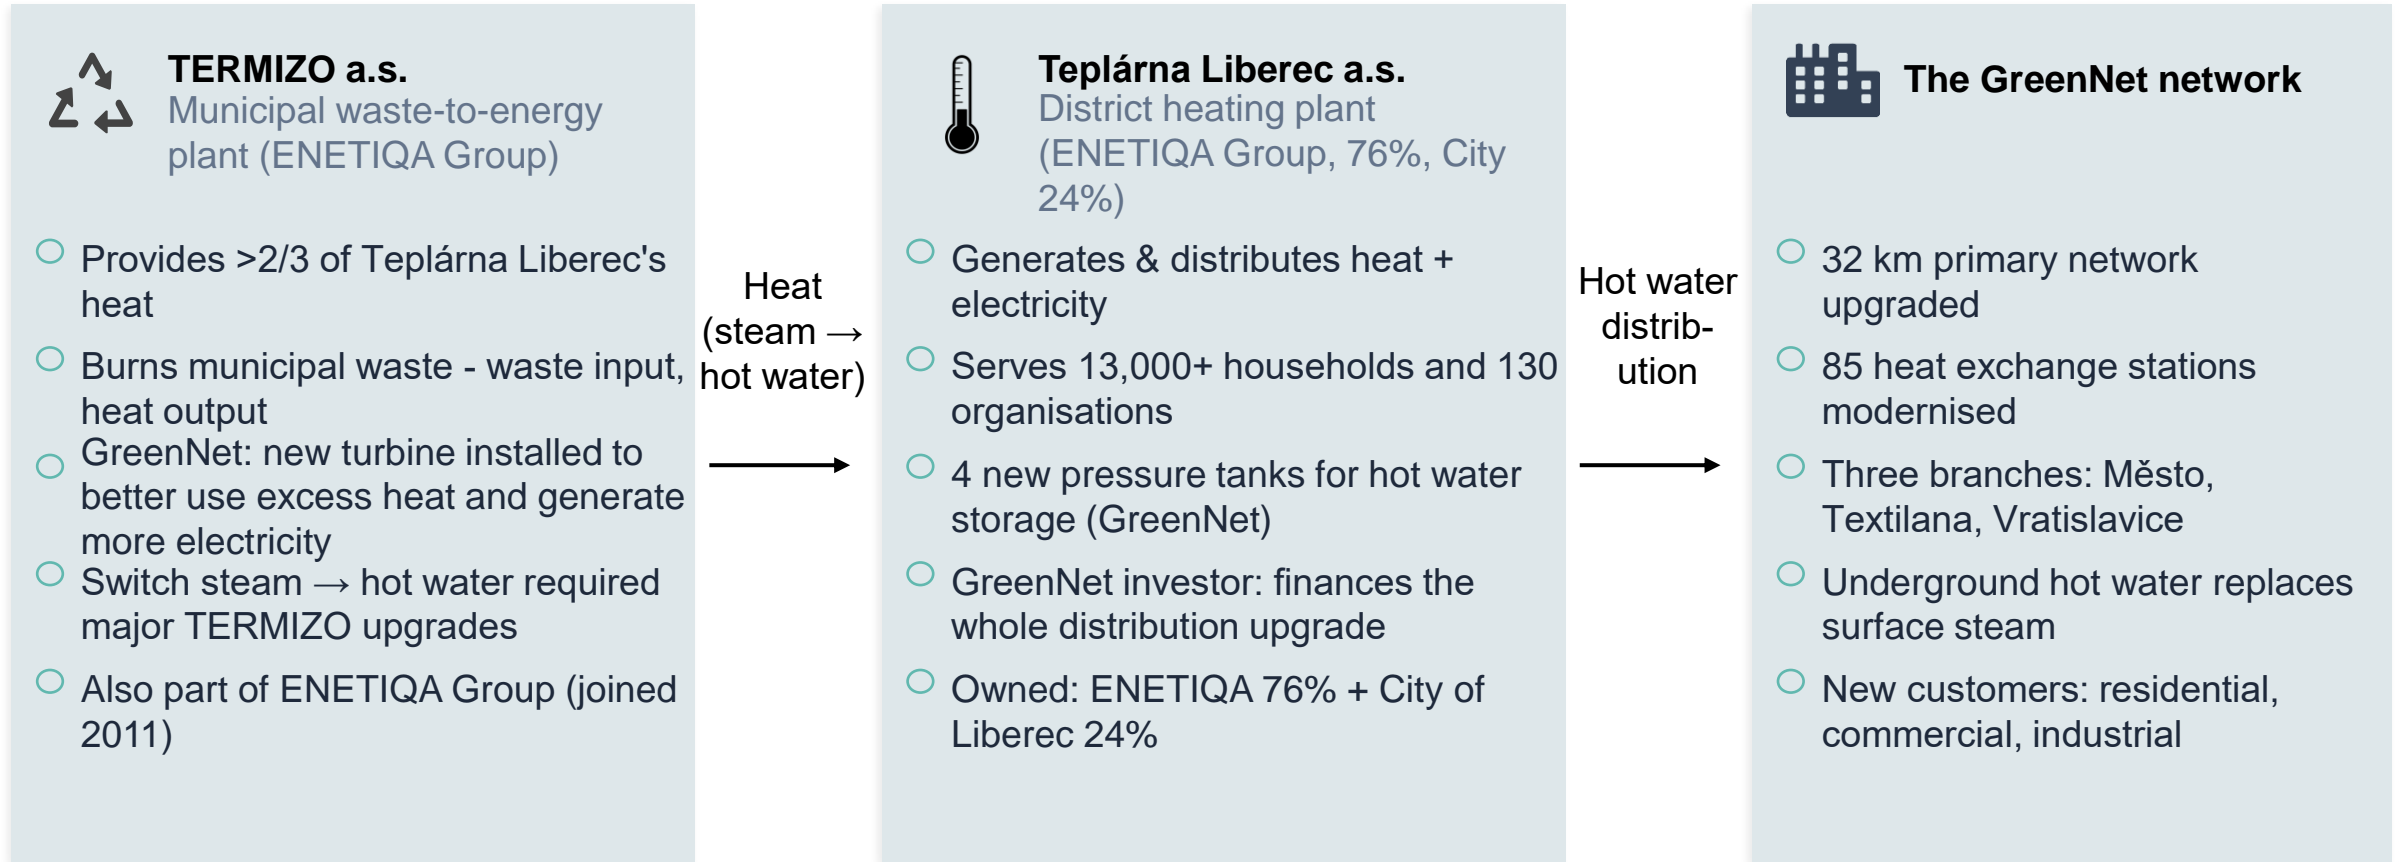 TERMIZO a.s.
Municipal waste-to-energy
plant (ENETIQA Group)
Provides >2/3 of Teplárna Liberec's
heat
Burns municipal waste - waste input,
heat output
GreenNet: new turbine installed to
better use excess heat and generate
more electricity
Switch steam → hot water required
major TERMIZO upgrades
Also part of ENETIQA Group (joined
2011)
Heat
(steam →
hot water)
Teplárna Liberec a.s.
District heating plant
(ENETIQA Group, 76%, City
24%)
Generates & distributes heat +
electricity
Serves 13,000+ households and 130
organisations
4 new pressure tanks for hot water
storage (GreenNet)
GreenNet investor: finances the
whole distribution upgrade
Owned: ENETIQA 76% + City of
Liberec 24%
Hot water
distrib-
ution
The GreenNet network
32 km primary network
upgraded
85 heat exchange stations
modernised
Three branches: Město,
Textilana, Vratislavice
Underground hot water replaces
surface steam
New customers: residential,
commercial, industrial